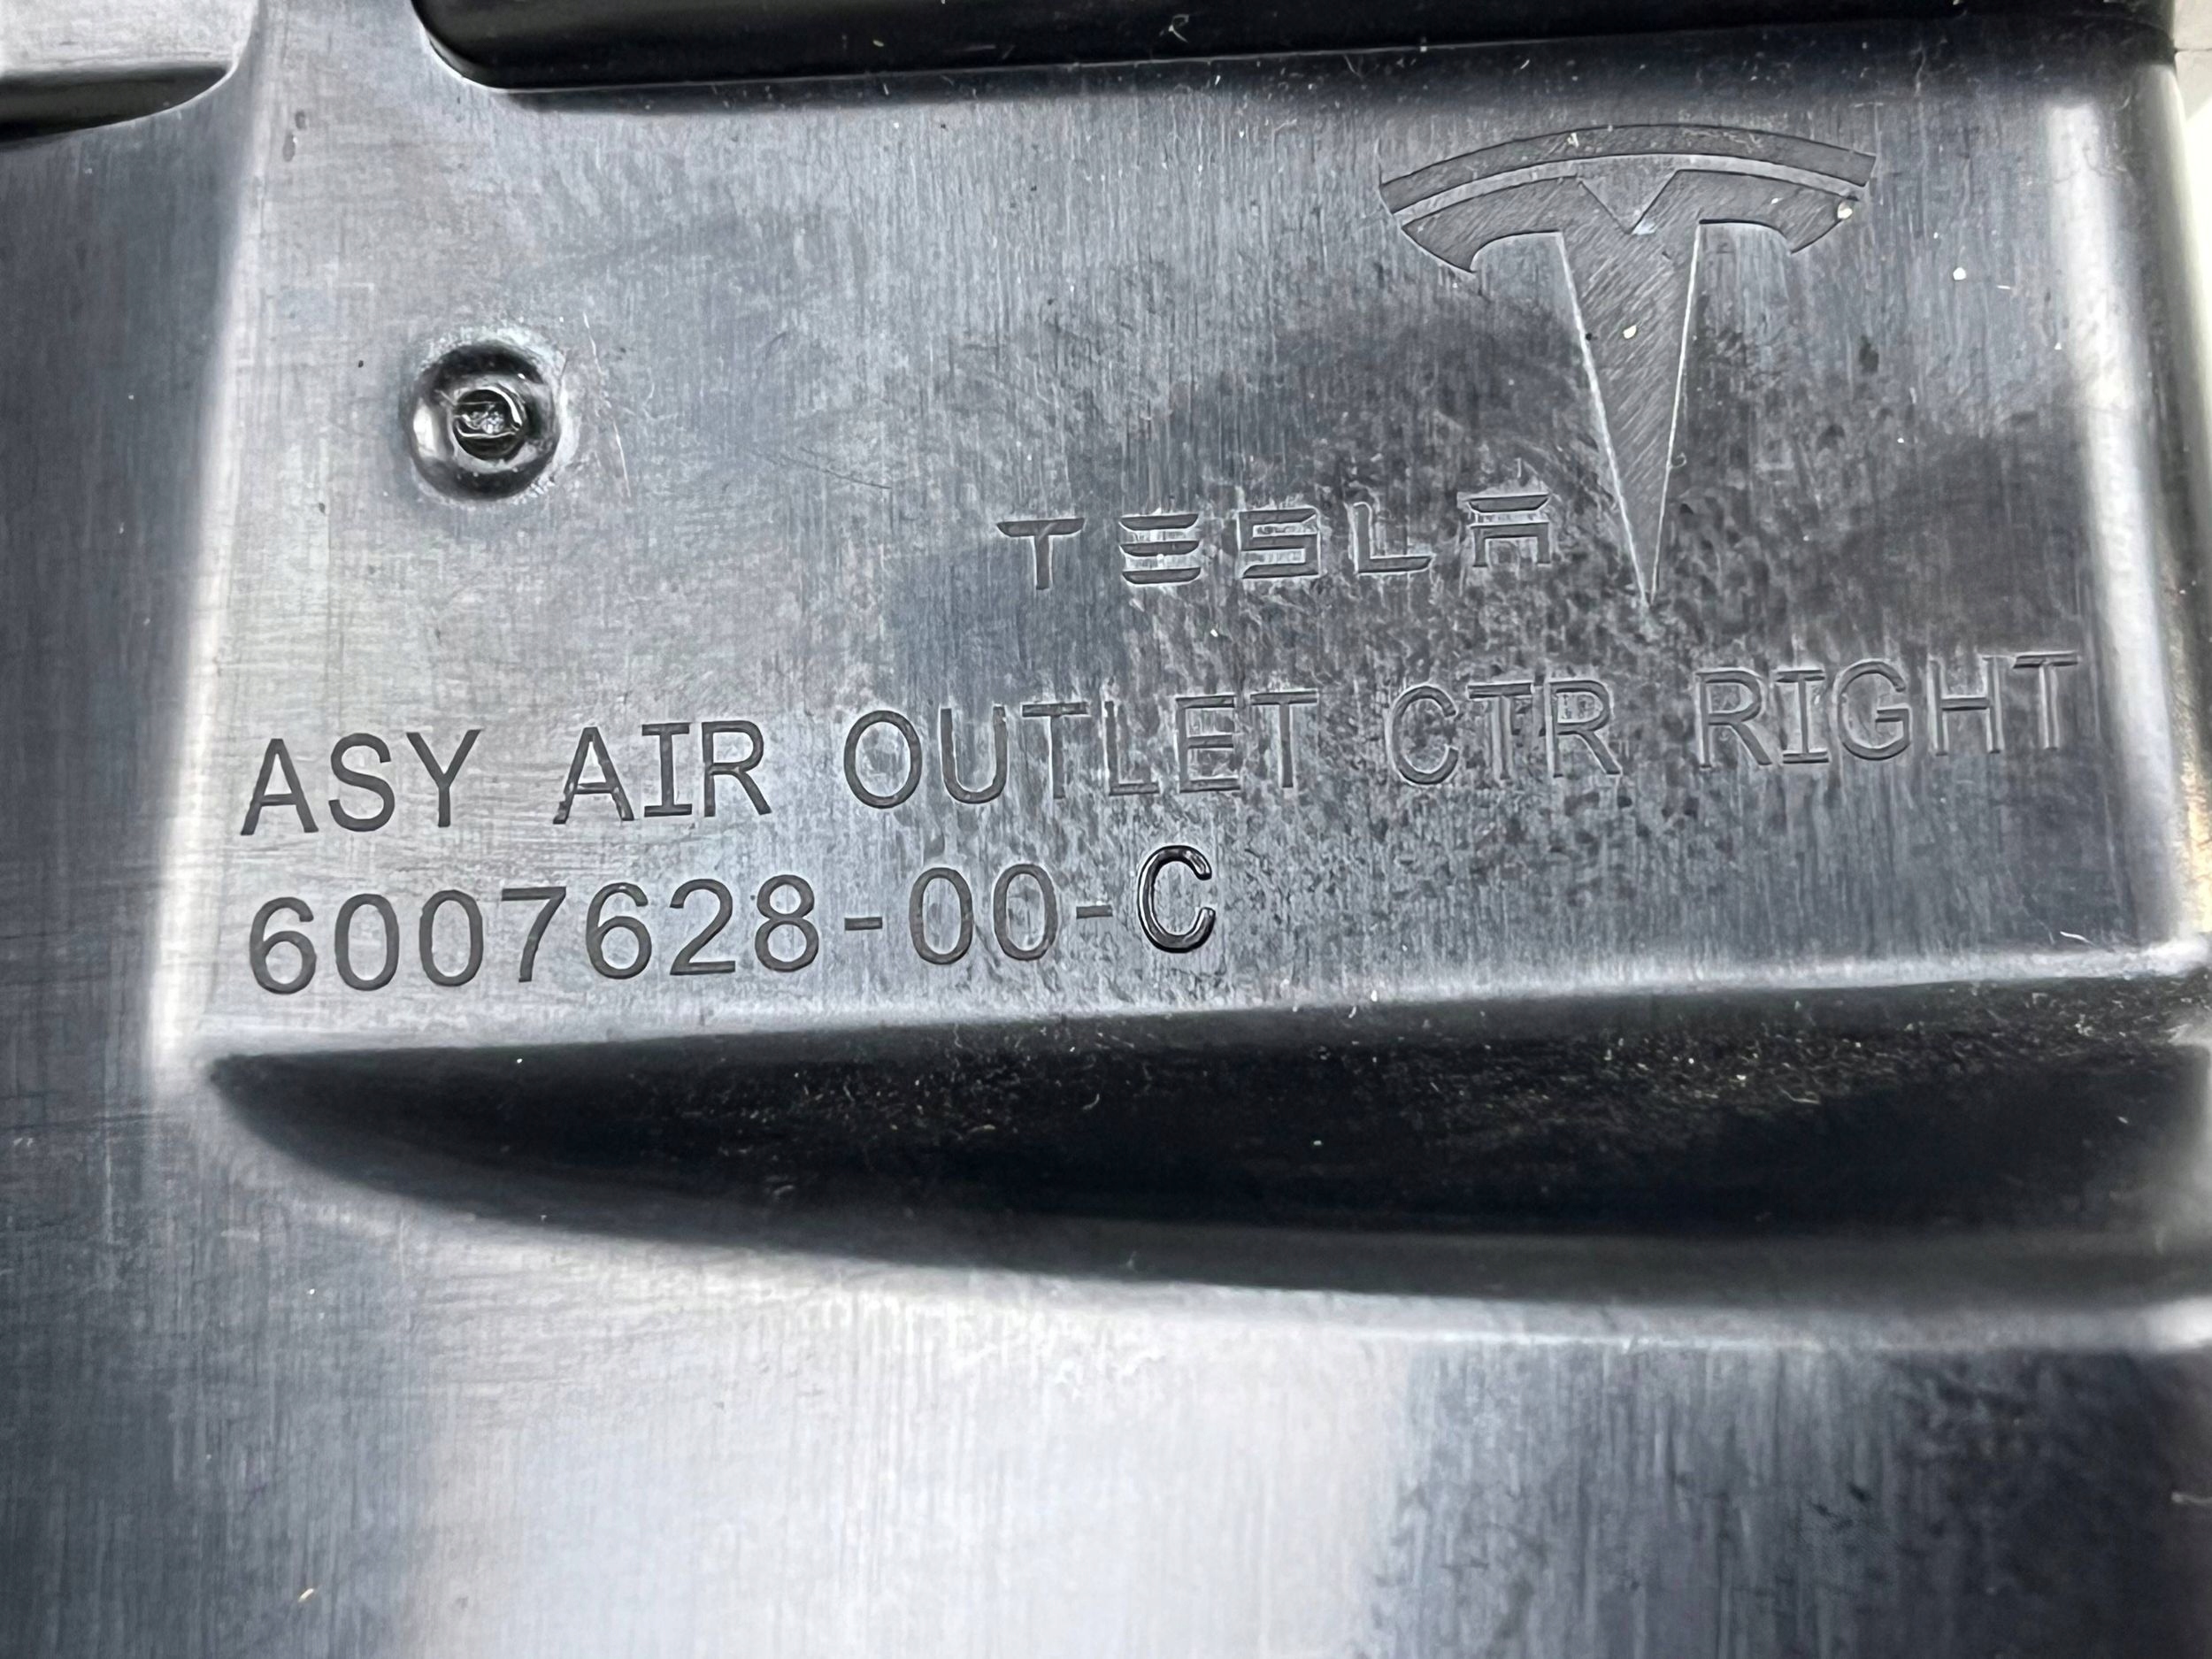 TESLA
ASY AIR OUTLET CTR RIGHT
6007628-00-C